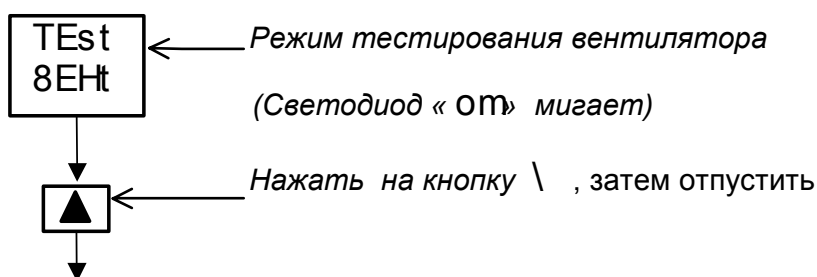 TEst
8EHt
Режим тестирования вентилятора
(Светодиод « om» мигает)
Нажать на кнопку \ , затем отпустить